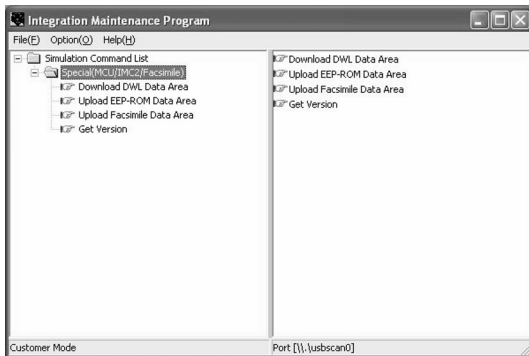 Integration Maintenance Program
File(F) Option(O) Help(H)
Simulation Command List
Special(MCU/IMC2/Facsimile)
Download DWL Data Area
Upload EEP-ROM Data Area
Upload Facsimile Data Area
Get Version
Download DWL Data Area
Upload EEP-ROM Data Area
Upload Facsimile Data Area
Get Version
Customer Mode
Port [\\.\usbscan0]